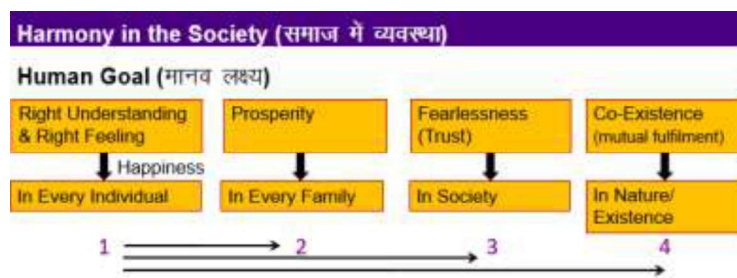 Harmony in the Society (समाज में व्यवस्था)
Human Goal (मानव लक्ष्य)
Right Understanding
& Right Feeling
Prosperity
Fearlessness
(Trust)
Co-Existence
(mutual fulfilment)
Happiness
In Every Individual
In Every Family
In Society
In Nature/
Existence
1 2 3 4